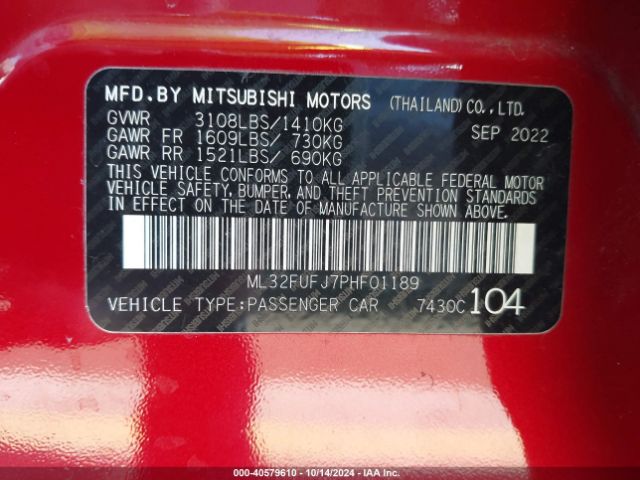 MFD.BY MITSUBISHI MOTORS (THAILAND)CO.,LTD.
GVWR 3108LBS/1410KG SEP 2022
GAWR FR 1609LBS/ 730KG
GAWR RR 1521LBS/ 690KG
THIS VEHICLE CONFORMS TO ALL APPLICABLE FEDERAL MOTOR
VEHICLE SAFETY, BUMPER, AND THEFT PREVENTION STANDARDS
IN EFFECT ON THE DATE OF MANUFACTURE SHOWN ABOVE.
ML32FUFJ7PHF01189
VEHICLE TYPE:PASSENGER CAR 7430C 104
000-40579610 - 10/14/2024 - IAAI.com